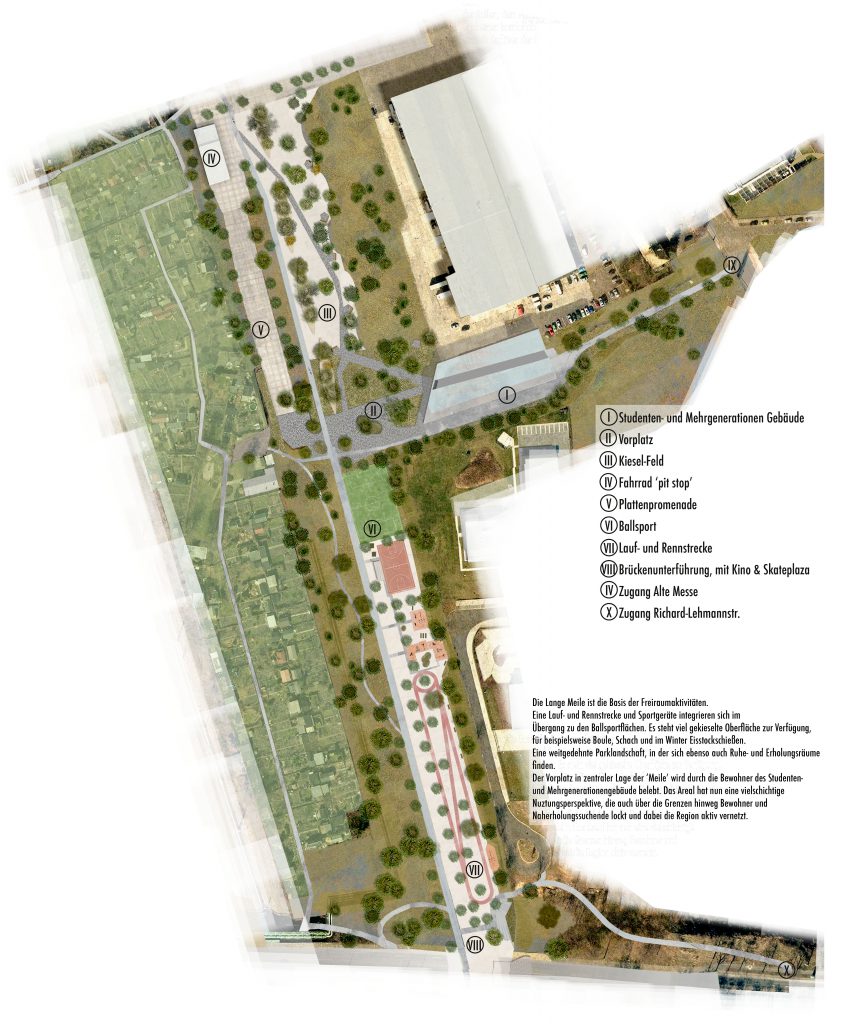 IV
IX
III
V
I
II
VI
VII
VIII
X
I Studenten- und Mehrgenerationen Gebäude
II Vorplatz
III Kiesel-Feld
IV Fahrrad ‘pit stop’
V Plattenpromenade
VI Ballsport
VII Lauf- und Rennstrecke
VIII Brückenunterführung, mit Kino & Skateplaza
IV Zugang Alte Messe
X Zugang Richard-Lehmannstr.
Die Lange Meile ist die Basis der Freiraumaktivitäten.
Eine Lauf- und Rennstrecke und Sportgeräte integrieren sich im
Übergang zu den Ballsportflächen. Es steht viel gekieselte Oberfläche zur Verfügung,
für beispielsweise Boule, Schach und im Winter Eisstockschießen.
Eine weitgedehnte Parklandschaft, in der sich ebenso auch Ruhe- und Erholungsräume
finden.
Der Vorplatz in zentraler Lage der ‘Meile’ wird durch die Bewohner des Studenten-
und Mehrgenerationengebäude belebt. Das Areal hat nun eine vielschichtige
Nuztungsperspektive, die auch über die Grenzen hinweg Bewohner und
Naherholungssuchende lockt und dabei die Region aktiv vernetzt.